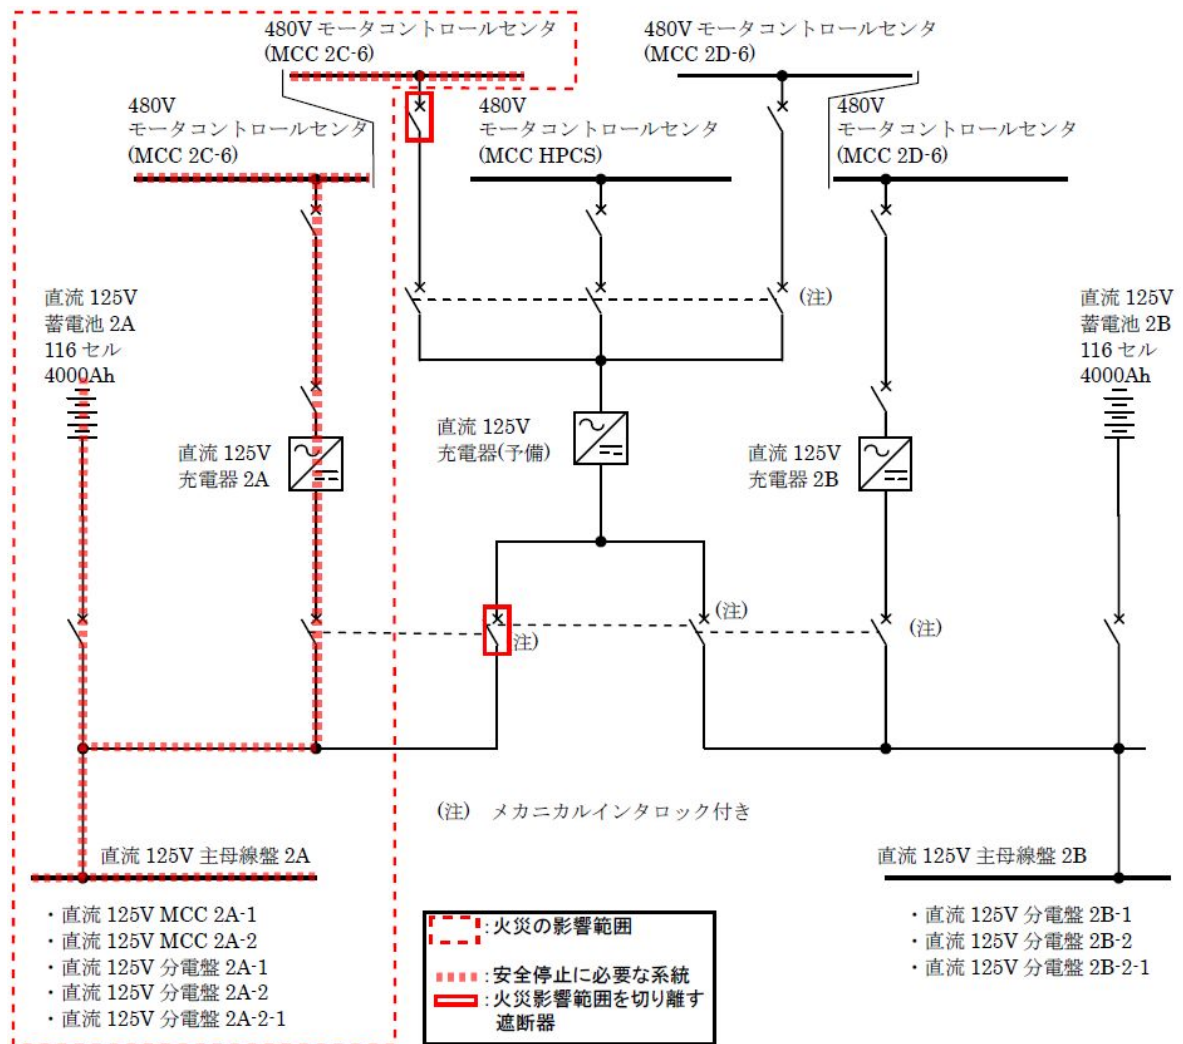 480V モータコントロールセンタ
(MCC 2C-6)
480V モータコントロールセンタ
(MCC 2D-6)
480V
モータコントロールセンタ
(MCC 2C-6)
480V
モータコントロールセンタ
(MCC HPCS)
480V
モータコントロールセンタ
(MCC 2D-6)
直流 125V
蓄電池 2A
116 セル
4000Ah
(注)
直流 125V
蓄電池 2B
116 セル
4000Ah
直流 125V
充電器 2A
直流 125V
充電器(予備)
直流 125V
充電器 2B
注)
(注)
(注)
(注) メカニカルインタロック付き
直流 125V 主母線盤 2A
直流 125V 主母線盤 2B
・直流 125V MCC 2A-1
・直流 125V MCC 2A-2
・直流 125V 分電盤 2A-1
・直流 125V 分電盤 2A-2
・直流 125V 分電盤 2A-2-1
:火災の影響範囲
:安全停止に必要な系統
:火災影響範囲を切り離す
遮断器
・直流 125V 分電盤 2B-1
・直流 125V 分電盤 2B-2
・直流 125V 分電盤 2B-2-1